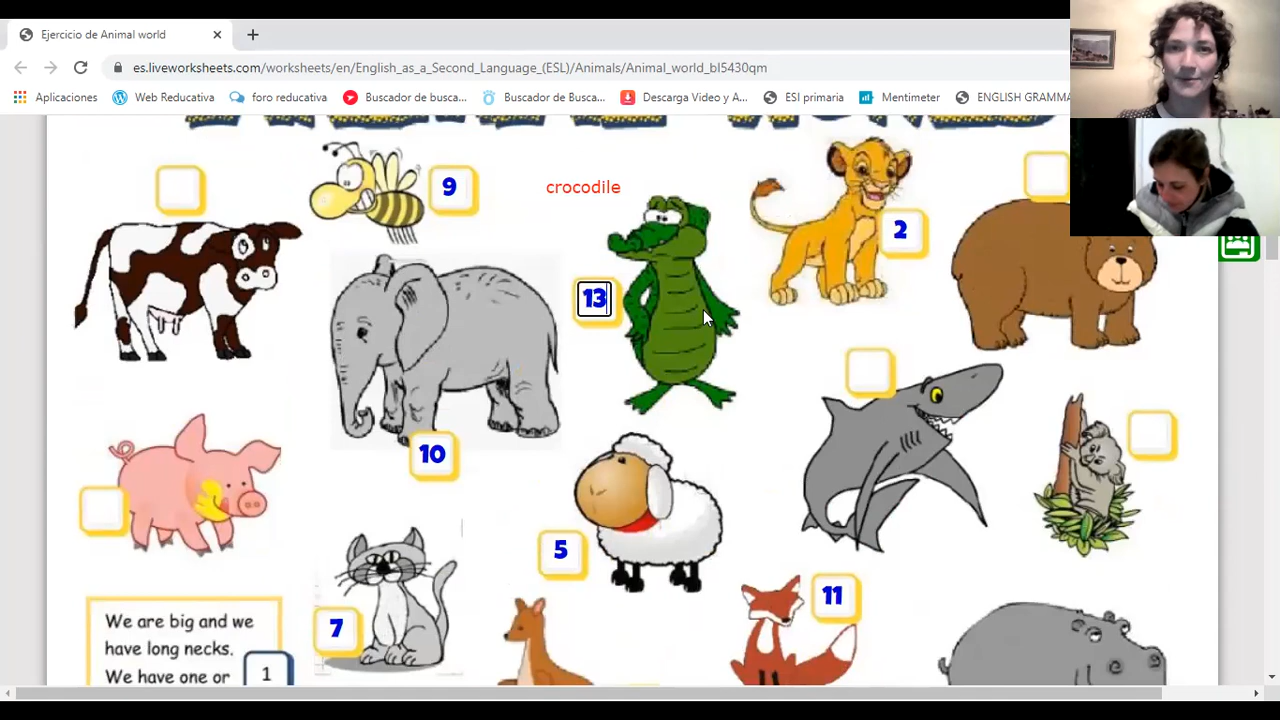 Ejercicio de Animal world
es.liveworksheets.com/worksheets/en/English_as_a_Second_Language_(ESL)/Animals/Animal_world_bl5430qm
Aplicaciones
Web Reducativa
foro reducativa
Buscador de busca...
Buscador de Busca...
Descarga Video y A...
ESI primaria
Mentimeter
ENGLISH GRAMMA
9
crocodile
2
13
10
5
11
7
We are big and we
have long necks.
We have one or
1